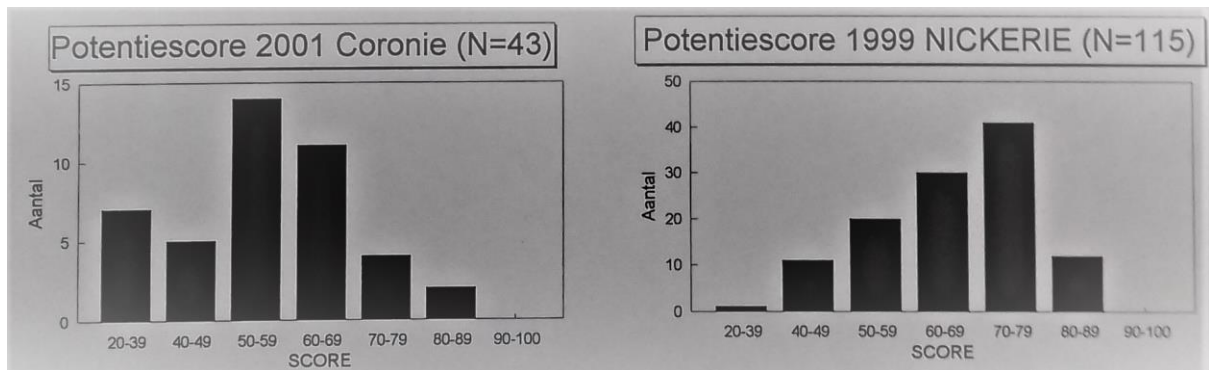 Potentiescore 2001 Coronie (N=43)
15
10
5
0
Aantal
20-39 40-49 50-59 60-69 70-79 80-89 90-100
SCORE
Potentiescore 1999 NICKERIE (N=115)
50
40
30
20
10
0
Aantal
20-39 40-49 50-59 60-69 70-79 80-89 90-100
SCORE